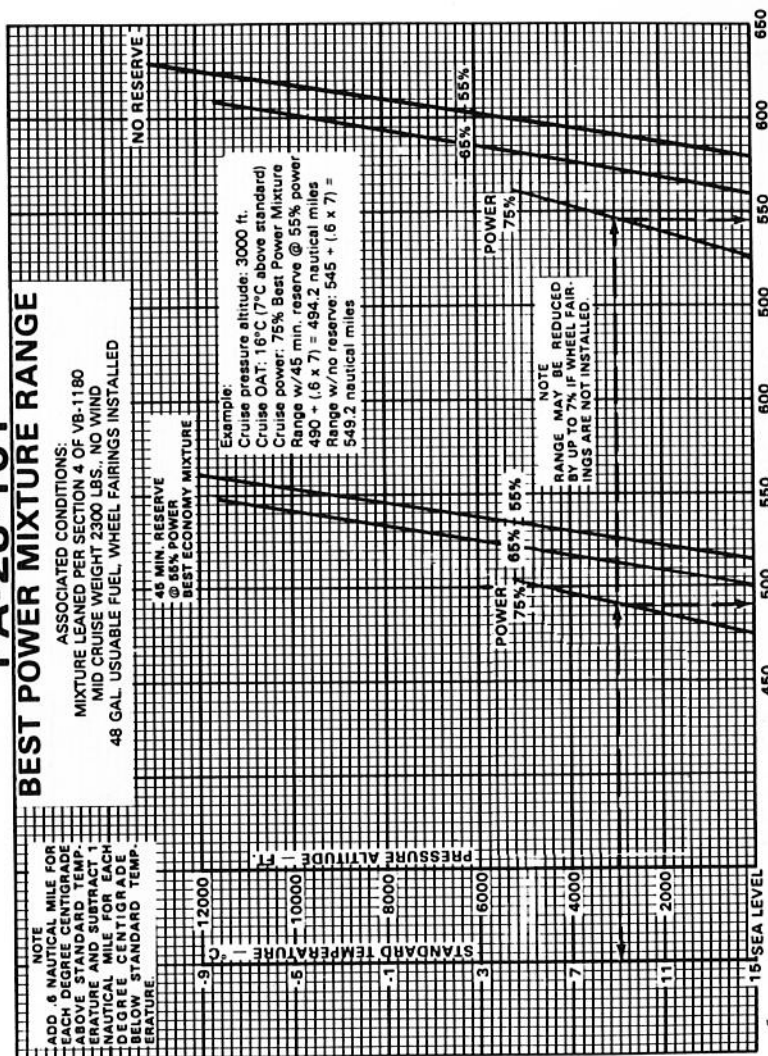 BEST POWER MIXTURE RANGE
ASSOCIATED CONDITIONS:
MIXTURE LEANED PER SECTION 4 OF VB-1180
MID CRUISE WEIGHT 2300 LBS., NO WIND
48 GAL. USUABLE FUEL, WHEEL FAIRINGS INSTALLED
NOTE
ADD .6 NAUTICAL MILE FOR
EACH DEGREE CENTIGRADE
ABOVE STANDARD TEMP-
ERATURE AND SUBTRACT 1
NAUTICAL MILE FOR EACH
DEGREE CENTIGRADE
BELOW STANDARD TEMP-
ERATURE.
NO RESERVE
45 MIN. RESERVE
@ 55% POWER
BEST ECONOMY MIXTURE
Example:
Cruise pressure altitude: 3000 ft.
Cruise OAT: 16°C (7°C above standard)
Cruise power: 75% Best Power Mixture
Range w/45 min. reserve @ 55% power
490 + (.6 x 7) = 494.2 nautical miles
Range w/no reserve: 545 + (.6 x 7) =
549.2 nautical miles
STANDARD TEMPERATURE — °C
PRESSURE ALTITUDE — FT.
-9 12000
-5 10000
-1 8000
3 6000
7 4000
11 2000
15 SEA LEVEL
POWER
75%
65%
55%
POWER
75%
65%
55%
NOTE
RANGE MAY BE REDUCED
BY UP TO 7% IF WHEEL FAIR-
INGS ARE NOT INSTALLED.
450 500 550 600 500 550 600 650